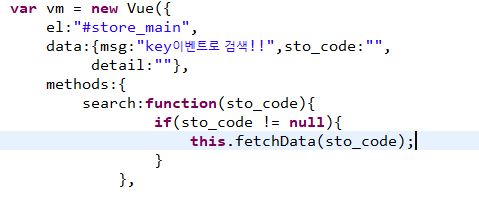 var vm = new Vue({
el:"#store_main",
data:{msg:"key이벤트로 검색!!",sto_code:"",
detail:""},
methods:{
search:function(sto_code){
if(sto_code != null){
this.fetchData(sto_code);
}
},